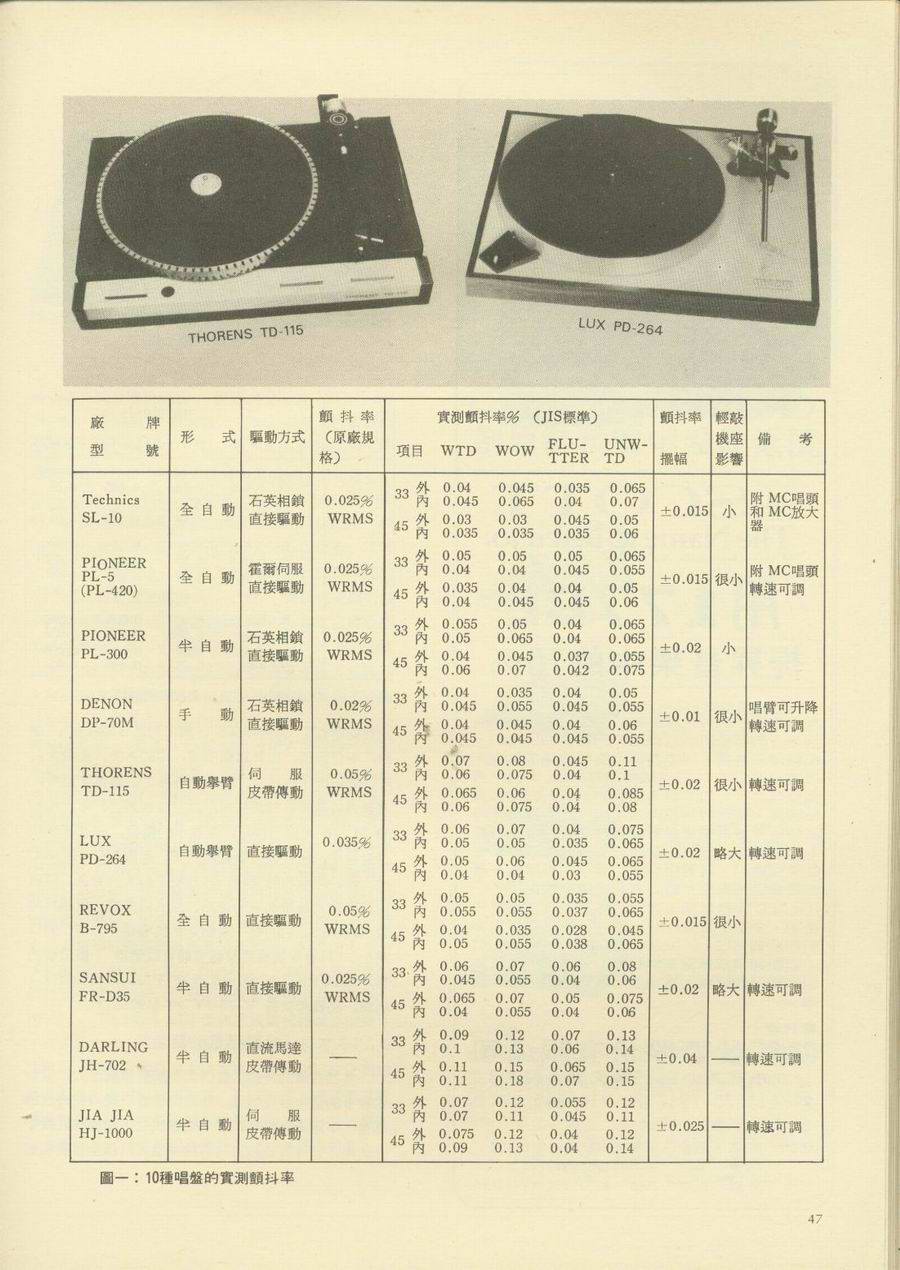 THORENS TD-115
LUX PD-264
廠 牌 型 號 形 式 驅動方式 顫抖率（原廠規格） 實測顫抖率%（JIS標準） 顫抖率擺幅 輕敲機座影響 備 考
項目 WTD WOW FLU-TTER UNW-TD
Technics SL-10 全自動 石英相鎖直接驅動 0.025% WRMS ±0.015 小 附MC唱頭和MC放大器
33 外 0.04 0.045 0.035 0.065
內 0.045 0.065 0.04 0.07
45 外 0.03 0.03 0.045 0.05
內 0.035 0.035 0.035 0.06
PIONEER PL-5 (PL-420) 全自動 霍爾伺服直接驅動 0.025% WRMS ±0.015 很小 附MC唱頭轉速可調
33 外 0.05 0.05 0.05 0.065
內 0.04 0.04 0.045 0.055
45 外 0.035 0.04 0.04 0.05
內 0.04 0.045 0.045 0.06
PIONEER PL-300 半自動 石英相鎖直接驅動 0.025% WRMS ±0.02 小
33 外 0.055 0.05 0.04 0.065
內 0.05 0.065 0.04 0.065
45 外 0.04 0.045 0.037 0.055
內 0.06 0.07 0.042 0.075
DENON DP-70M 手動 石英相鎖直接驅動 0.02% WRMS ±0.01 很小 唱臂可升降轉速可調
33 外 0.04 0.035 0.04 0.05
內 0.045 0.055 0.045 0.055
45 外 0.04 0.045 0.04 0.06
內 0.045 0.045 0.045 0.055
THORENS TD-115 自動舉臂 伺服皮帶傳動 0.05% WRMS ±0.02 很小 轉速可調
33 外 0.07 0.08 0.045 0.11
內 0.06 0.075 0.04 0.1
45 外 0.065 0.06 0.04 0.085
內 0.06 0.075 0.04 0.08
LUX PD-264 自動舉臂 直接驅動 0.035% ±0.02 略大 轉速可調
33 外 0.06 0.07 0.04 0.075
內 0.05 0.05 0.035 0.065
45 外 0.05 0.06 0.045 0.065
內 0.04 0.04 0.03 0.055
REVOX B-795 全自動 直接驅動 0.05% WRMS ±0.015 很小
33 外 0.05 0.05 0.035 0.055
內 0.055 0.055 0.037 0.065
45 外 0.04 0.035 0.028 0.045
內 0.05 0.055 0.038 0.065
SANSUI FR-D35 半自動 直接驅動 0.025% WRMS ±0.02 略大 轉速可調
33 外 0.06 0.07 0.06 0.08
內 0.045 0.055 0.04 0.06
45 外 0.065 0.07 0.05 0.075
內 0.04 0.055 0.04 0.06
DARLING JH-702 半自動 直流馬達皮帶傳動 —— ±0.04 —— 轉速可調
33 外 0.09 0.12 0.07 0.13
內 0.1 0.13 0.06 0.14
45 外 0.11 0.15 0.065 0.15
內 0.11 0.18 0.07 0.15
JIA JIA HJ-1000 半自動 伺服皮帶傳動 —— ±0.025 —— 轉速可調
33 外 0.07 0.12 0.055 0.12
內 0.07 0.11 0.045 0.11
45 外 0.075 0.12 0.04 0.12
內 0.09 0.13 0.04 0.14
圖一：10種唱盤的實測顫抖率
47